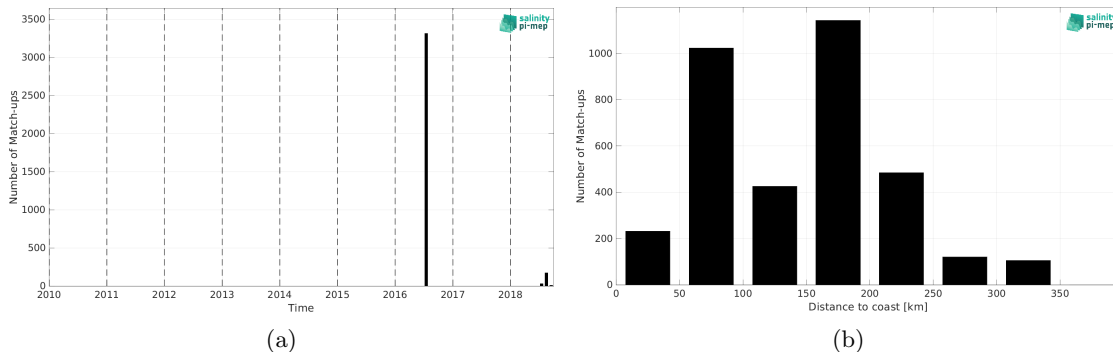 salinity
pi-mep
Number of Match-ups
3500
3000
2500
2000
1500
1000
500
0
2010 2011 2012 2013 2014 2015 2016 2017 2018
Time
(a)
salinity
pi-mep
Number of Match-ups
1000
800
600
400
200
0
0 50 100 150 200 250 300 350
Distance to coast [km]
(b)